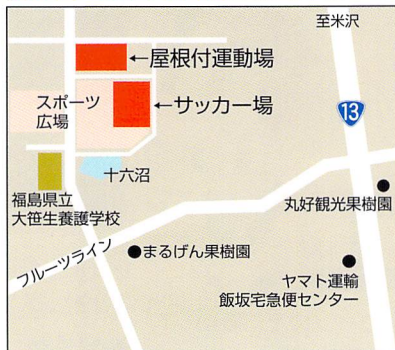 至米沢
←屋根付運動場
スポーツ
広場
←サッカー場
13
十六沼
福島県立
大笹生養護学校
丸好観光果樹園
フルーツライン
●まるげん果樹園
ヤマト運輸
飯坂宅急便センター